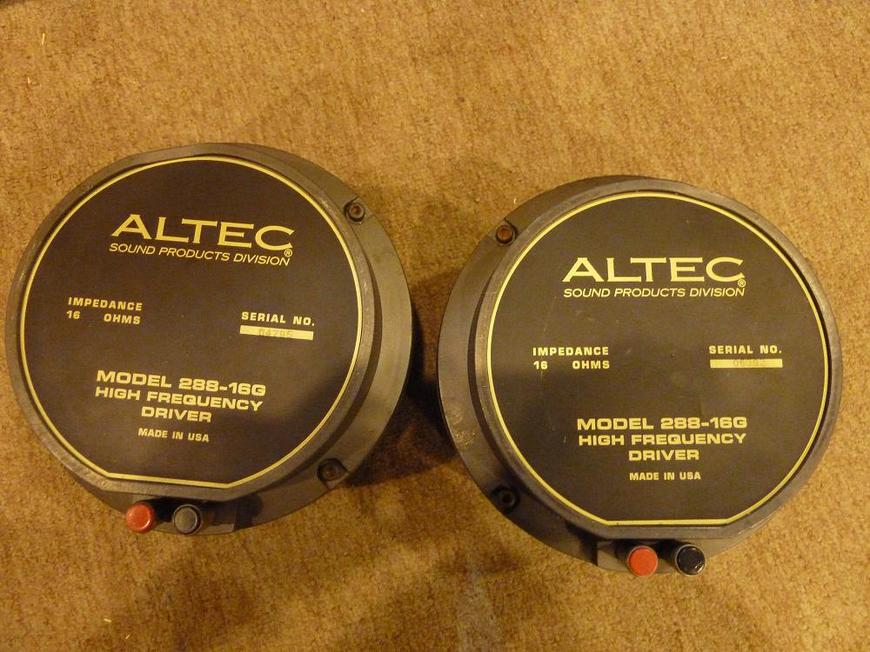 ALTEC®
SOUND PRODUCTS DIVISION
IMPEDANCE
16 OHMS
SERIAL NO.
MODEL 288-16G
HIGH FREQUENCY
DRIVER
MADE IN USA
ALTEC®
SOUND PRODUCTS DIVISION
IMPEDANCE
16 OHMS
SERIAL NO.
MODEL 288-16G
HIGH FREQUENCY
DRIVER
MADE IN USA